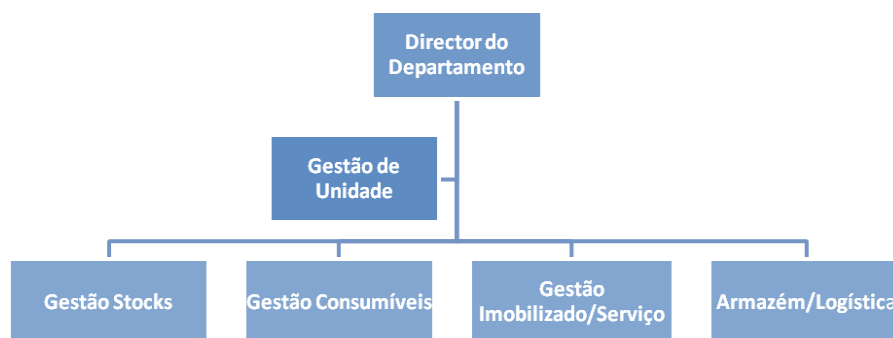 Director do
Departamento
Gestão de
Unidade
Gestão Stocks
Gestão Consumíveis
Gestão
Imobilizado/Serviço
Armazém/Logística